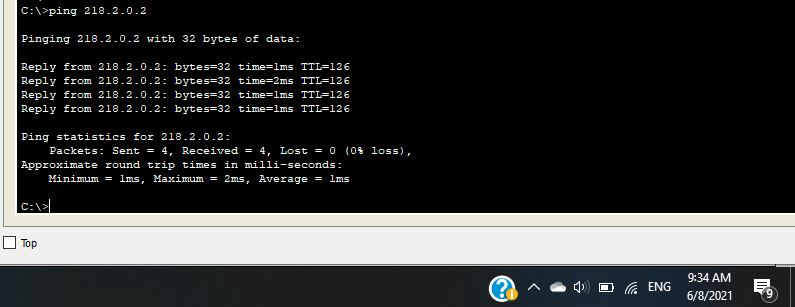 C:\>ping 218.2.0.2
Pinging 218.2.0.2 with 32 bytes of data:
Reply from 218.2.0.2: bytes=32 time=1ms TTL=126
Reply from 218.2.0.2: bytes=32 time=2ms TTL=126
Reply from 218.2.0.2: bytes=32 time=1ms TTL=126
Reply from 218.2.0.2: bytes=32 time=1ms TTL=126
Ping statistics for 218.2.0.2:
Packets: Sent = 4, Received = 4, Lost = 0 (0% loss),
Approximate round trip times in milli-seconds:
Minimum = 1ms, Maximum = 2ms, Average = 1ms
C:\>
Top
ENG
9:34 AM
6/8/2021
9